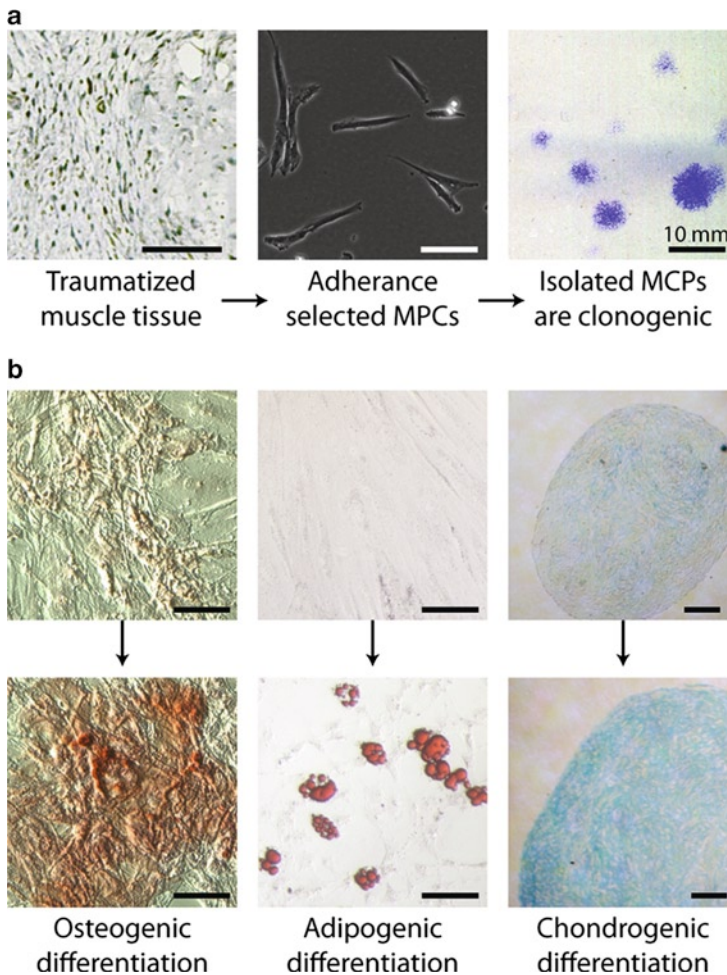 a
10 mm
Traumatized
muscle tissue
Adherance
selected MPCs
Isolated MCPs
are clonogenic
b
Osteogenic
differentiation
Adipogenic
differentiation
Chondrogenic
differentiation